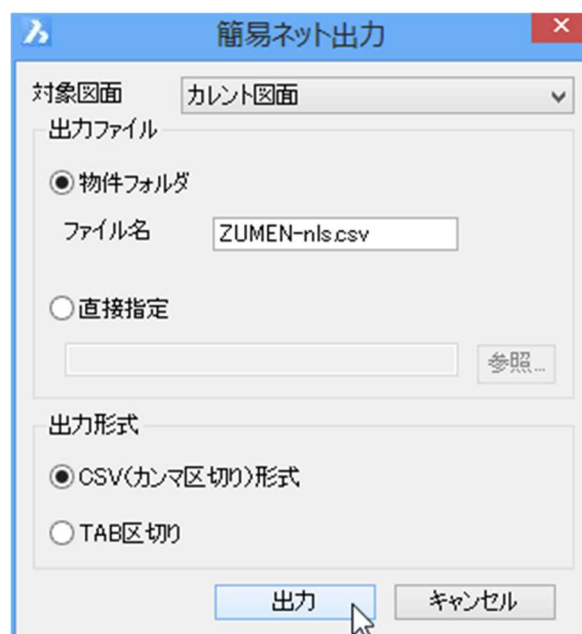 簡易ネット出力
対象図面 カレント図面
出力ファイル
物件フォルダ
ファイル名 ZUMEN-nls.csv
直接指定
参照...
出力形式
CSV(カンマ区切り)形式
TAB区切り
出力 キャンセル